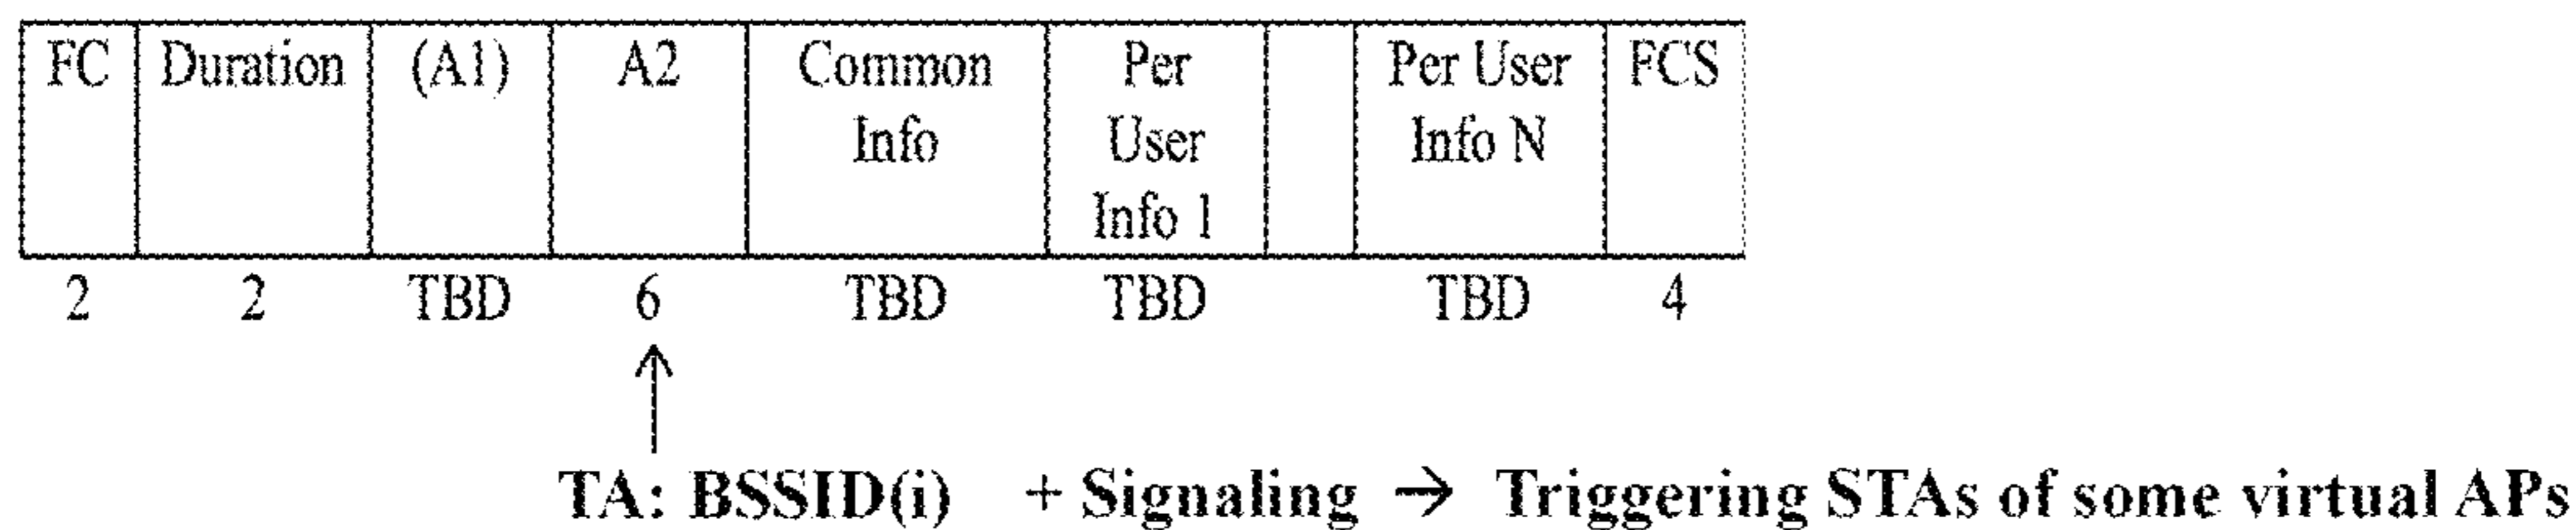 FC Duration (A1) A2 Common Per Per User FCS
Info User Info N
Info 1
2 2 TBD 6 TBD TBD TBD 4
TA: BSSID(i) + Signaling → Triggering STAs of some virtual APs